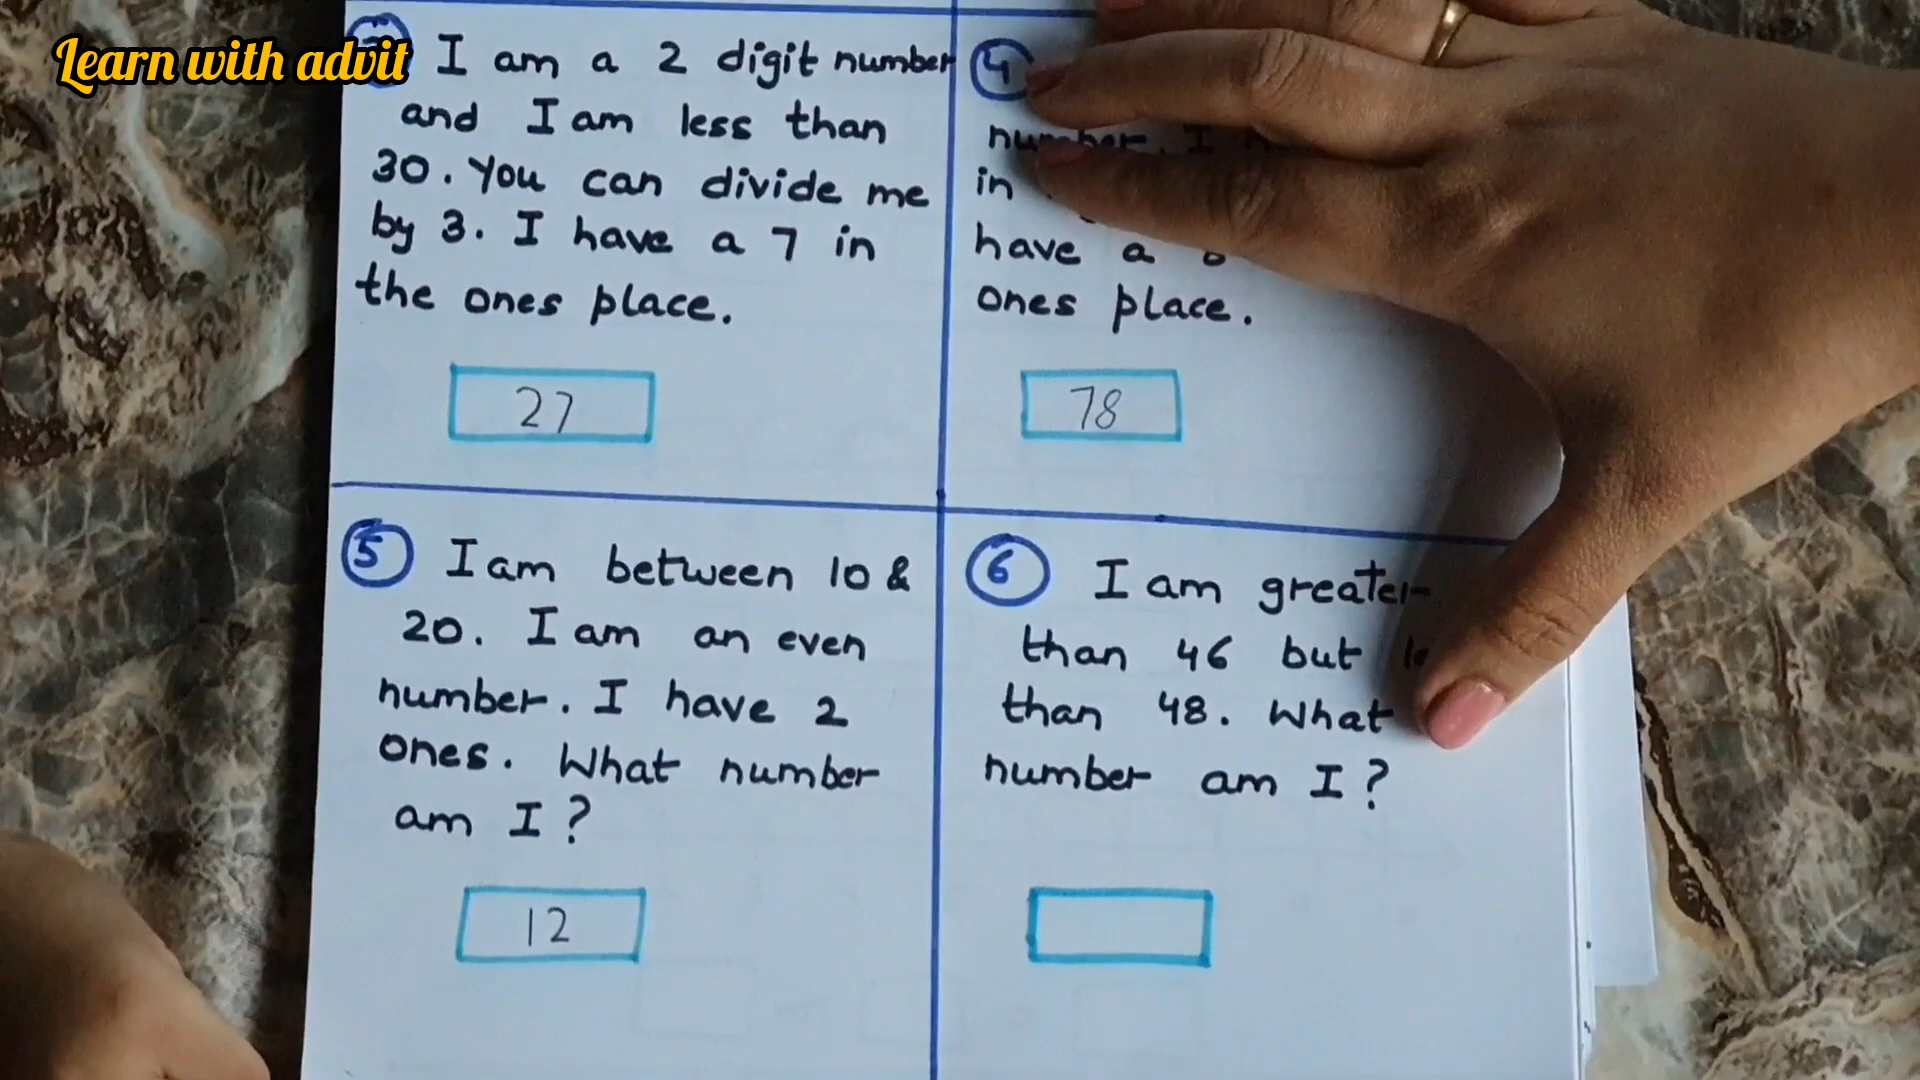 Learn with advit
I am a 2 digit number
and I am less than
30. You can divide me
by 3. I have a 7 in
the ones place.
27
4
number. I
in
have a
ones place.
78
5 I am between 10 &
20. I am an even
number. I have 2
ones. What number
am I?
12
6 I am greater
than 46 but
than 48. What
number am I?